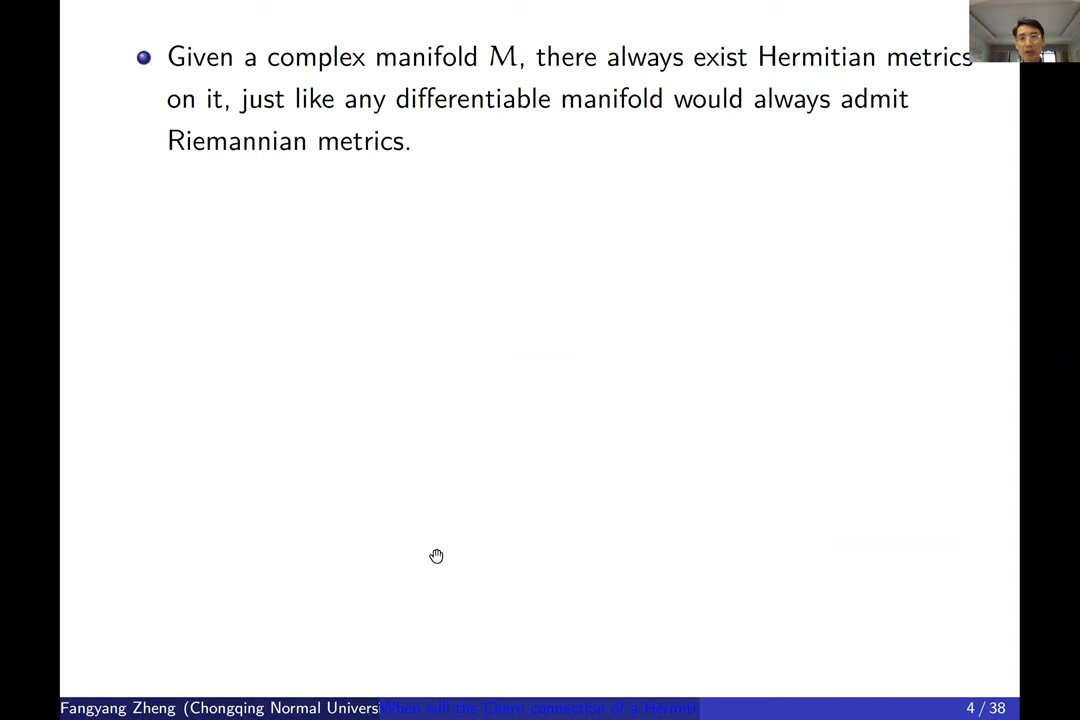 Given a complex manifold M, there always exist Hermitian metrics
on it, just like any differentiable manifold would always admit
Riemannian metrics.
Fangyang Zheng (Chongqing Normal Universi When will the Chern connection of a Hermiti 4 / 38